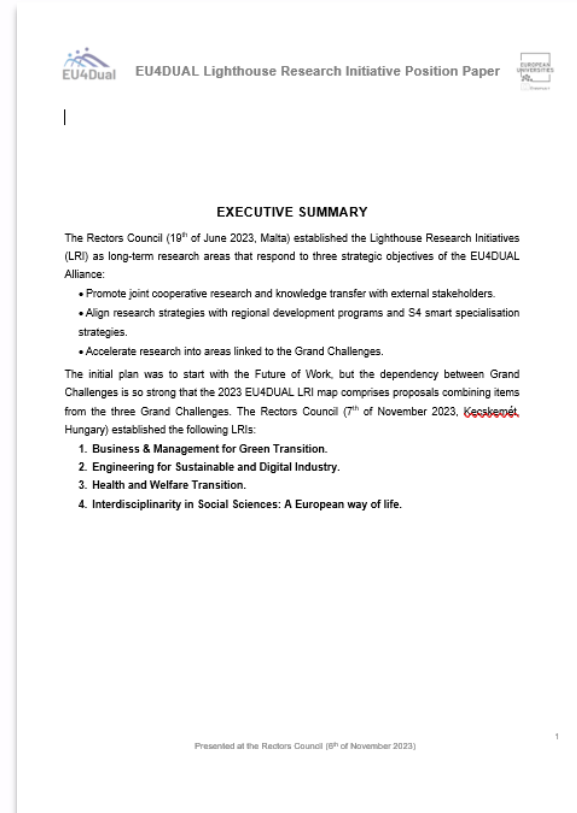 EU4Dual
EU4DUAL Lighthouse Research Initiative Position Paper
EUROPEAN
UNIVERSITIES
EXECUTIVE SUMMARY
The Rectors Council (19th of June 2023, Malta) established the Lighthouse Research Initiatives
(LRI) as long-term research areas that respond to three strategic objectives of the EU4DUAL
Alliance:
• Promote joint cooperative research and knowledge transfer with external stakeholders.
• Align research strategies with regional development programs and S4 smart specialisation
strategies.
• Accelerate research into areas linked to the Grand Challenges.
The initial plan was to start with the Future of Work, but the dependency between Grand
Challenges is so strong that the 2023 EU4DUAL LRI map comprises proposals combining items
from the three Grand Challenges. The Rectors Council (7th of November 2023, Kecskemét,
Hungary) established the following LRIs:
1. Business & Management for Green Transition.
2. Engineering for Sustainable and Digital Industry.
3. Health and Welfare Transition.
4. Interdisciplinarity in Social Sciences: A European way of life.
1
Presented at the Rectors Council (6th of November 2023)